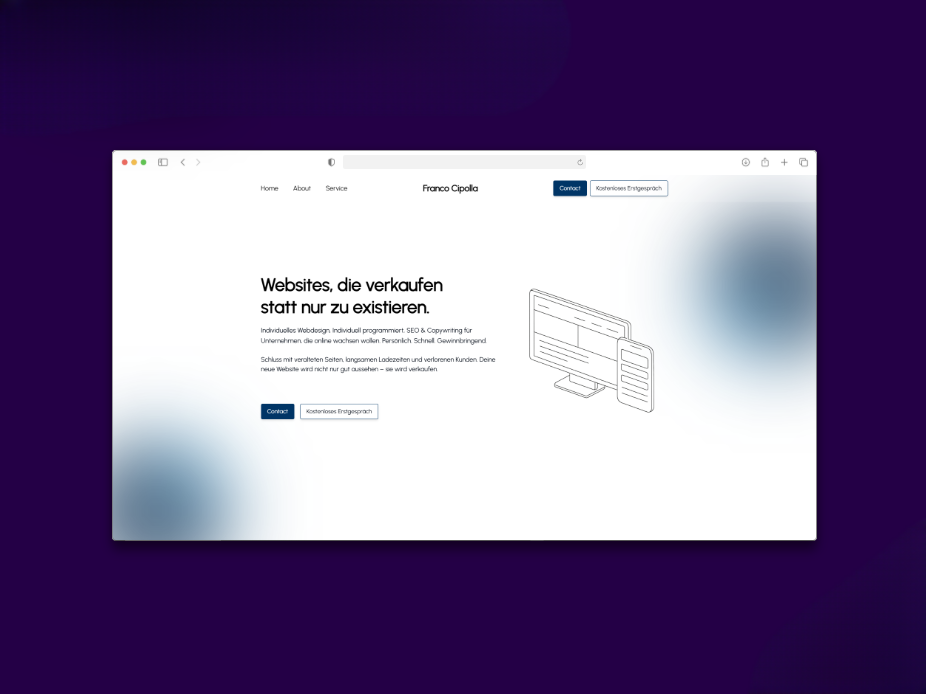 Home About Service Franco Cipolla Contact Kostenloses Erstgespräch
Websites, die verkaufen
statt nur zu existieren.
Individuelles Webdesign. Individuell programmiert. SEO & Copywriting für
Unternehmen, die online wachsen wollen. Persönlich. Schnell. Gewinnbringend.
Schluss mit veralteten Seiten, langsamen Ladezeiten und verlorenen Kunden. Deine
neue Website wird nicht nur gut aussehen – sie wird verkaufen.
Contact Kostenloses Erstgespräch